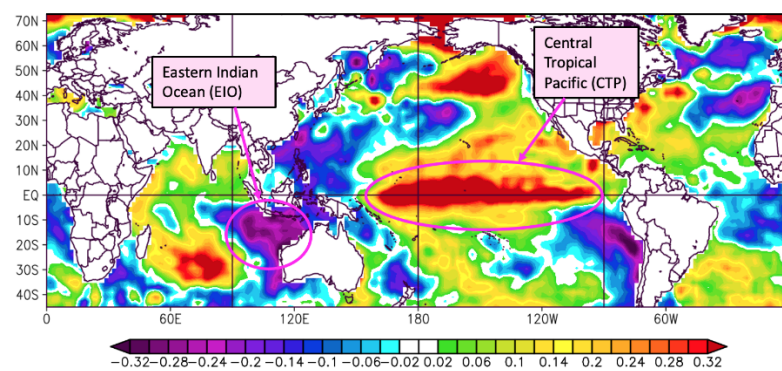 70N
60N
50N
40N
30N
20N
10N
EQ
10S
20S
30S
40S
Eastern Indian
Ocean (EIO)
Central
Tropical
Pacific (CTP)
0 60E 120E 180 120W 60W
−0.32−0.28−0.24−0.2−0.14−0.1−0.06−0.02 0.02 0.06 0.1 0.14 0.2 0.24 0.28 0.32